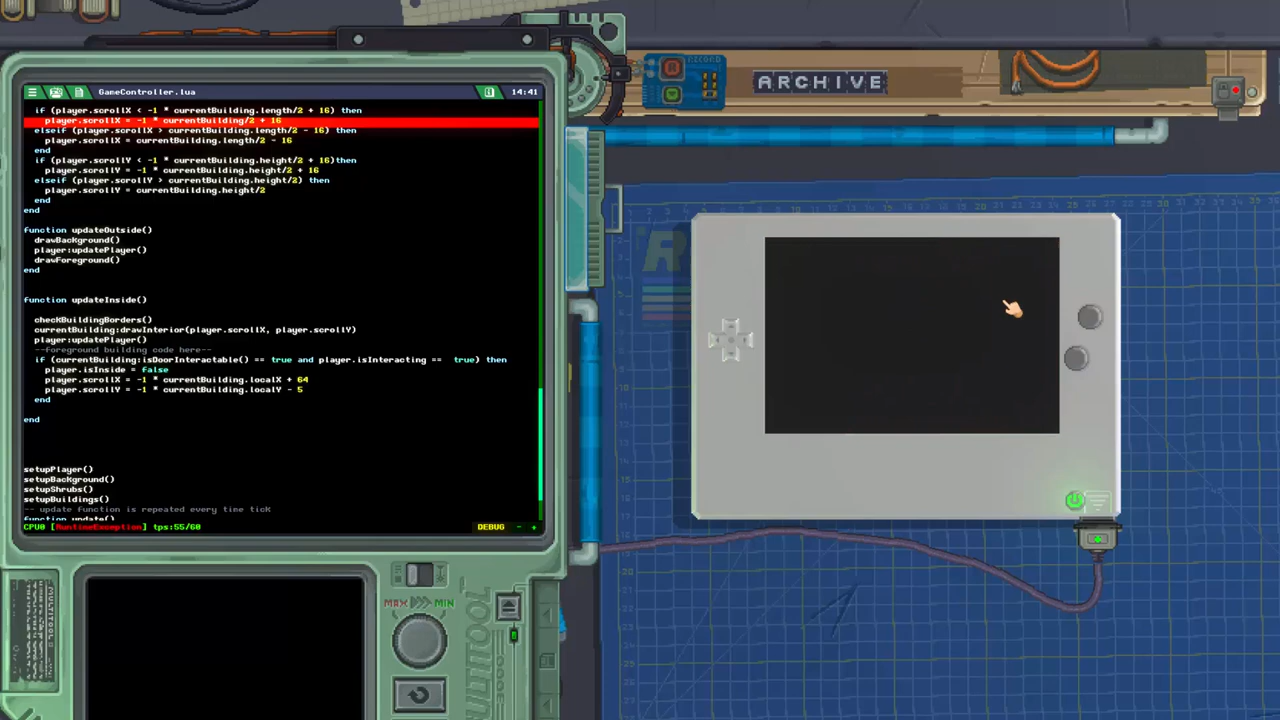 ARCHIVE
RECORD
GameController.lua
14:41
if (player.scrollX < -1 * currentBuilding.length/2 + 16) then
player.scrollX = -1 * currentBuilding/2 + 16
elseif (player.scrollX > currentBuilding.length/2 - 16) then
player.scrollX = currentBuilding.length/2 - 16
end
if (player.scrollY < -1 * currentBuilding.height/2 + 16)then
player.scrollY = -1 * currentBuilding.height/2 + 16
elseif (player.scrollY > currentBuilding.height/2) then
player.scrollY = currentBuilding.height/2
end
end
function updateOutside()
drawBackground()
player:updatePlayer()
drawForeground()
end
function updateInside()
checkBuildingBorders()
currentBuilding:drawInterior(player.scrollX, player.scrollY)
player:updatePlayer()
--foreground building code here--
if (currentBuilding:isDoorInteractable() == true and player.isInteracting == true) then
player.isInside = false
player.scrollX = -1 * currentBuilding.localX + 64
player.scrollY = -1 * currentBuilding.localY - 5
end
end
setupPlayer()
setupBackground()
setupShrubs()
setupBuildings()
-- update function is repeated every time tick
function update()
CPU0 [RuntimeException] tps:55/60
DEBUG - +
MAX MIN
MULTITOOL